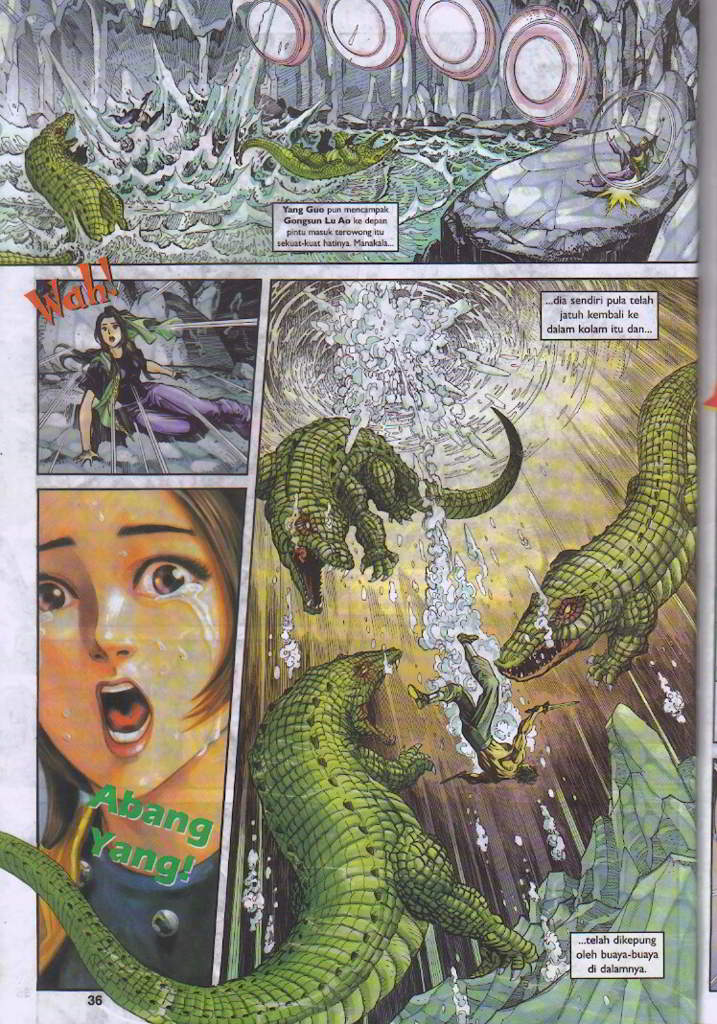 Yang Guo pun mencampak
Gongsun Lu Ao ke depan
pintu masuk terowong itu
sekuat-kuat hatinya. Manakala...
Wah!
...dia sendiri pula telah
jatuh kembali ke
dalam kolam itu dan...
Abang
Yang!
...telah dikepung
oleh buaya-buaya
di dalamnya.
36